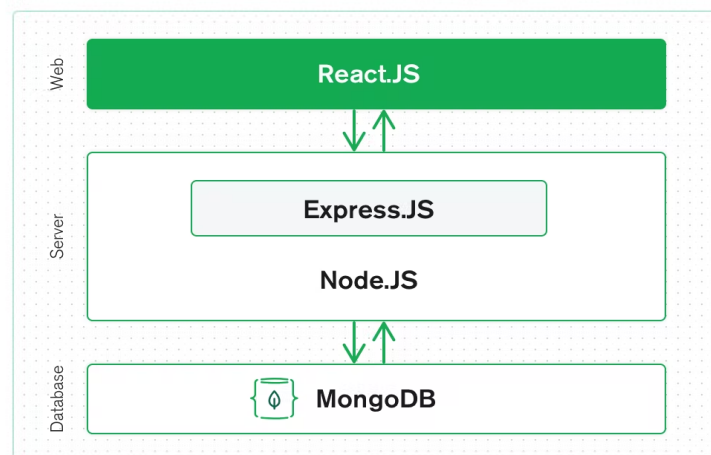 Web
React.JS
Server
Express.JS
Node.JS
Database
MongoDB